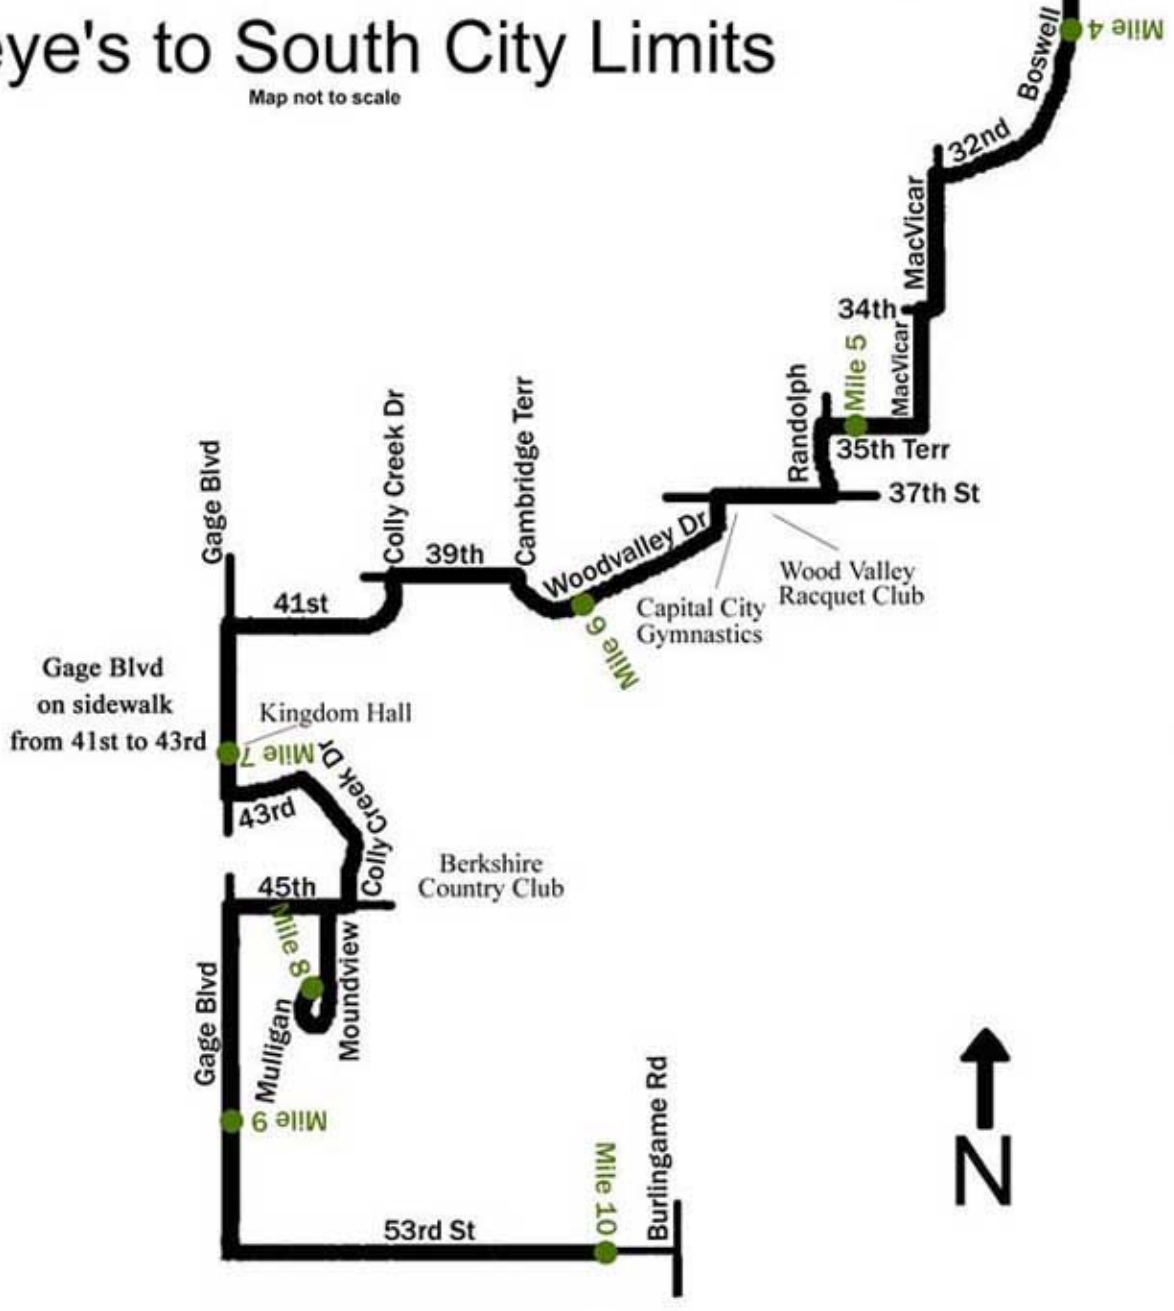 eye's to South City Limits
Map not to scale
Mile 4
Boswell
32nd
MacVicar
34th
MacVicar
Mile 5
35th Terr
Randolph
37th St
Wood Valley
Racquet Club
Capital City
Gymnastics
Woodvalley Dr
Mile 6
Cambridge Terr
39th
Colly Creek Dr
41st
Gage Blvd
Gage Blvd
on sidewalk
from 41st to 43rd
Kingdom Hall
Mile 7
43rd
Colly Creek Dr
Berkshire
Country Club
45th
Moundview
Mile 8
Mulligan
Gage Blvd
Mile 9
53rd St
Mile 10
Burlingame Rd
N